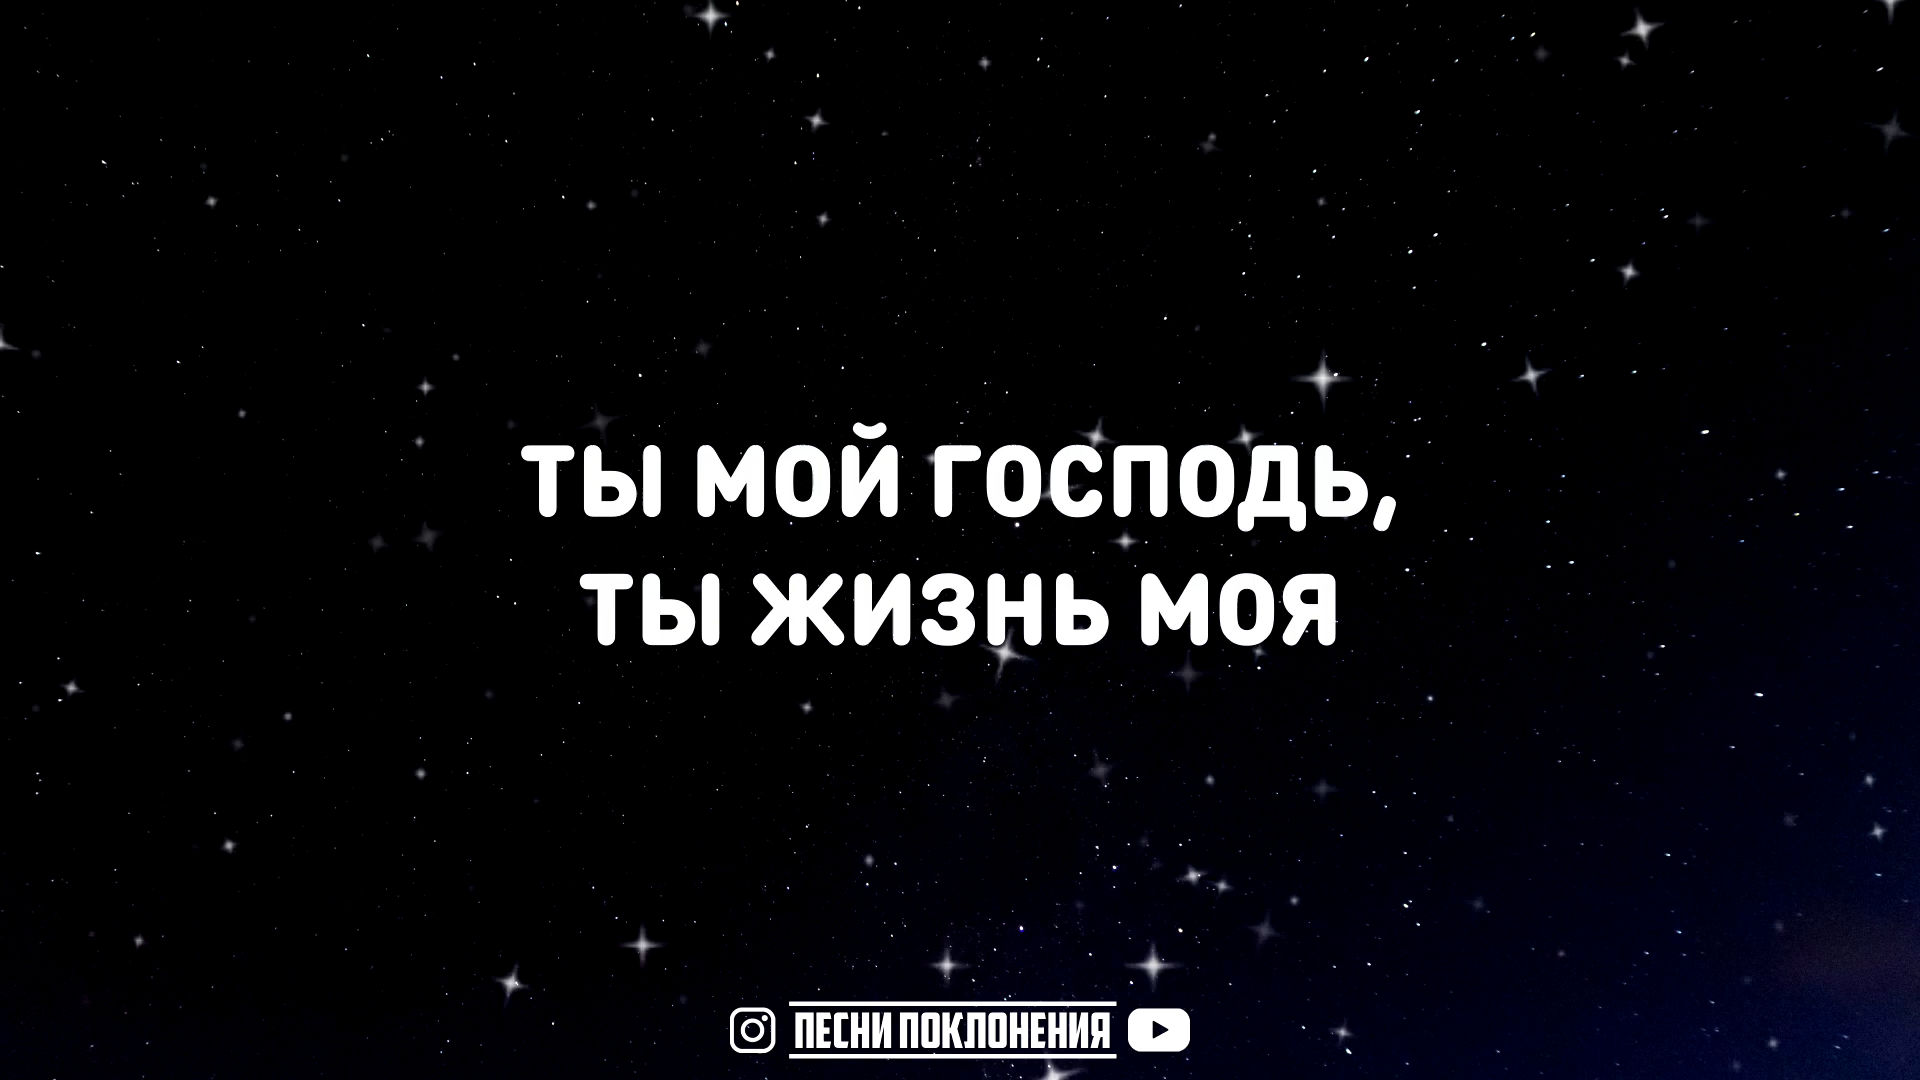 ТЫ МОЙ ГОСПОДЬ,
ТЫ ЖИЗНЬ МОЯ
ПЕСНИ ПОКЛОНЕНИЯ